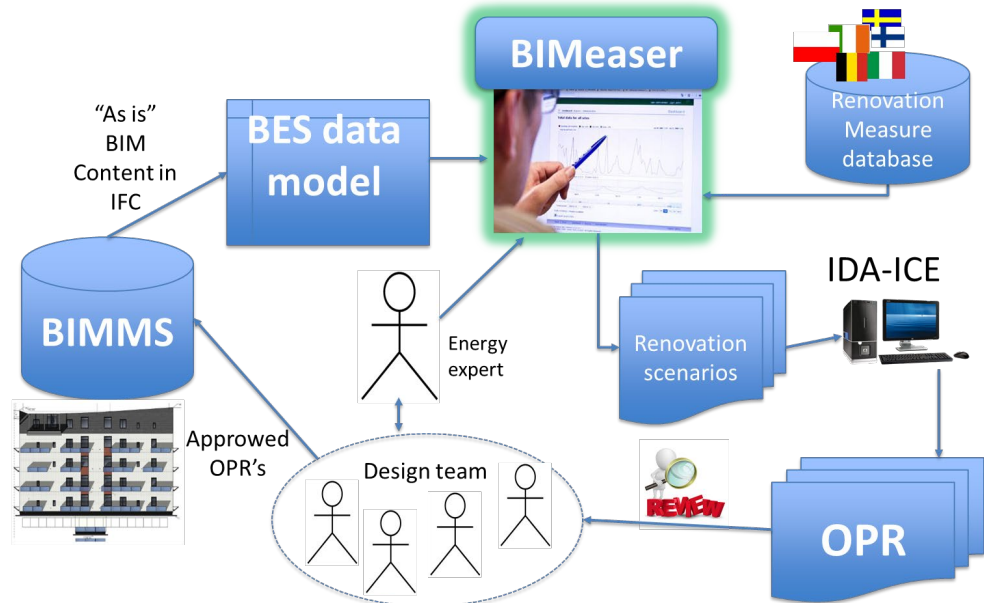 BIMeaser
"As is"
BIM
Content in
IFC
BES data
model
Renovation
Measure
database
BIMMS
Energy
expert
IDA-ICE
Renovation
scenarios
Approwed
OPR's
Design team
REVIEW
OPR